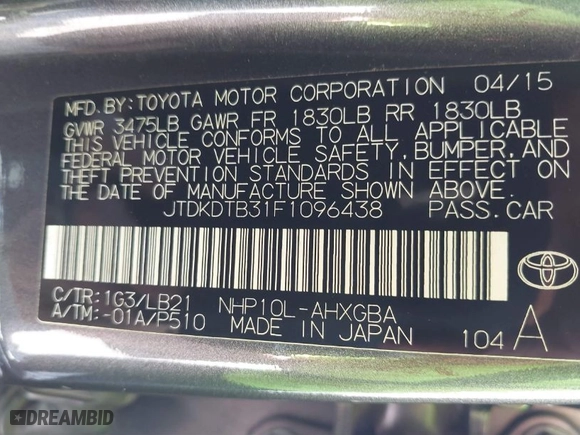 MFD. BY: TOYOTA MOTOR CORPORATION 04/15
GVWR 3475LB GAWR FR 1830LB RR 1830LB
THIS VEHICLE CONFORMS TO ALL APPLICABLE
FEDERAL MOTOR VEHICLE SAFETY, BUMPER, AND
THEFT PREVENTION STANDARDS IN EFFECT ON
THE DATE OF MANUFACTURE SHOWN ABOVE.
JTDKDTB31F1096438 PASS.CAR
C/TR:1G3/LB21 NHP10L-AHXGBA
A/TM:-01A/P510 MADE IN JAPAN 104 A
DREAMBID